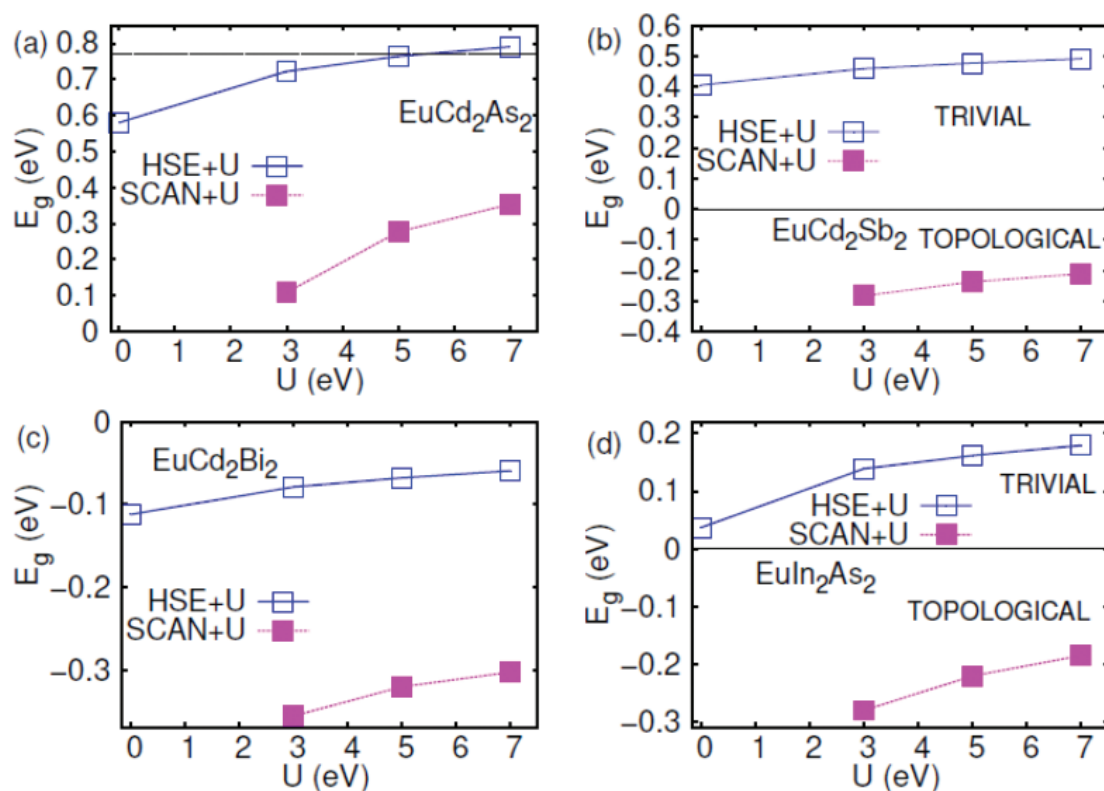 (a)
0.8
0.7
0.6
0.5
0.4
0.3
0.2
0.1
0
E_g (eV)
EuCd₂As₂
HSE+U
SCAN+U
0 1 2 3 4 5 6 7
U (eV)
(b)
0.6
0.5
0.4
0.3
0.2
0.1
0
−0.1
−0.2
−0.3
−0.4
E_g (eV)
TRIVIAL
HSE+U
SCAN+U
EuCd₂Sb₂ TOPOLOGICAL
0 1 2 3 4 5 6 7
U (eV)
(c)
0
−0.1
−0.2
−0.3
E_g (eV)
EuCd₂Bi₂
HSE+U
SCAN+U
0 1 2 3 4 5 6 7
U (eV)
(d)
0.2
0.1
0
−0.1
−0.2
−0.3
E_g (eV)
TRIVIAL
HSE+U
SCAN+U
EuIn₂As₂
TOPOLOGICAL
0 1 2 3 4 5 6 7
U (eV)